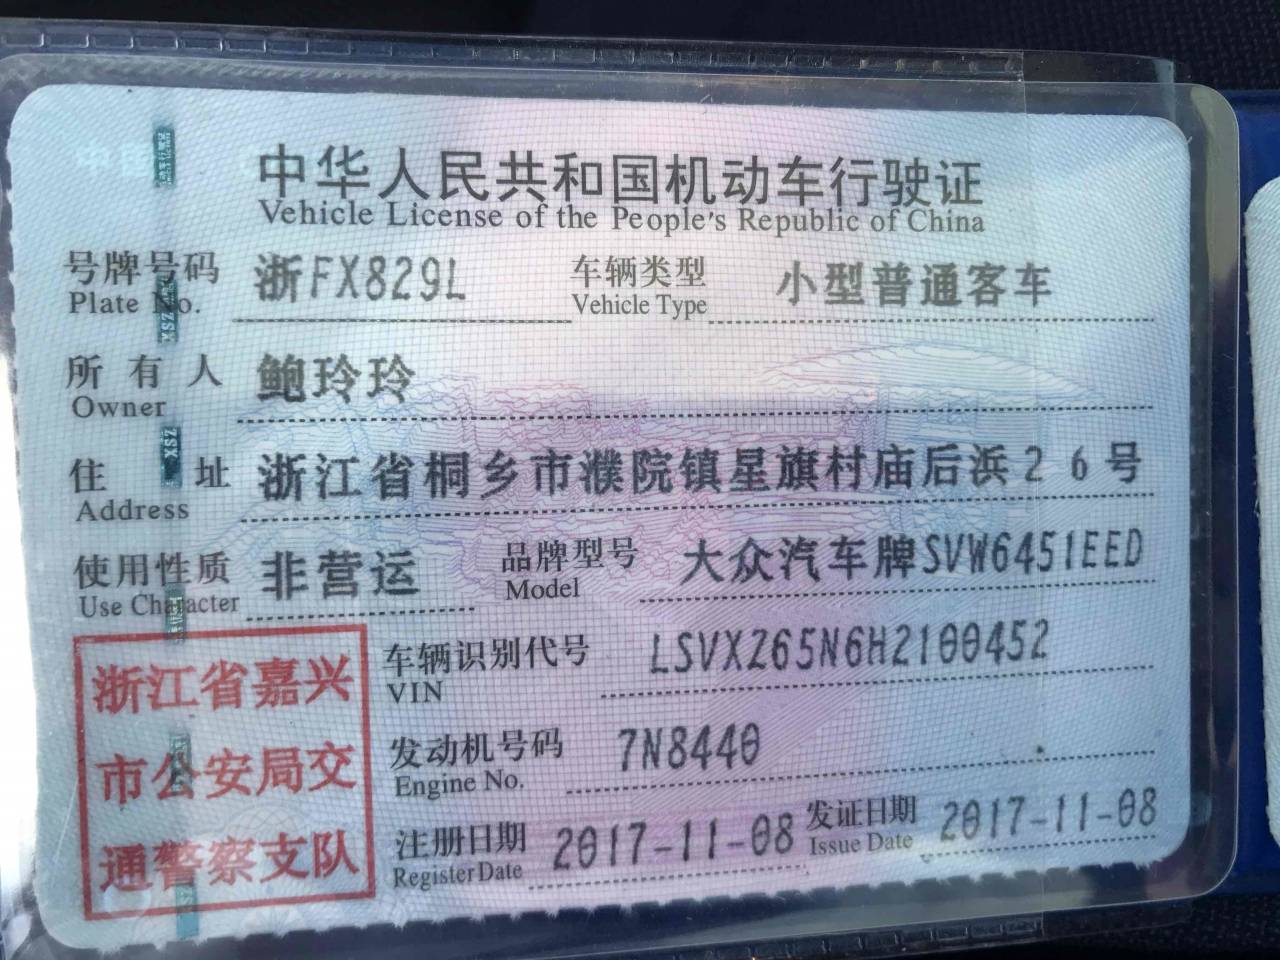 中华人民共和国机动车行驶证
Vehicle License of the People's Republic of China
号牌号码 浙FX829L 车辆类型 小型普通客车
Plate No. Vehicle Type
所有人 鲍玲玲
Owner
住址 浙江省桐乡市濮院镇星旗村庙后浜26号
Address
使用性质 非营运 品牌型号 大众汽车牌SVW6451EED
Use Character Model
浙江省嘉兴
市公安局交
通警察支队
车辆识别代号 LSVXZ65N6H2100452
VIN
发动机号码 7N8440
Engine No.
注册日期 2017-11-08 发证日期 2017-11-08
Register Date Issue Date